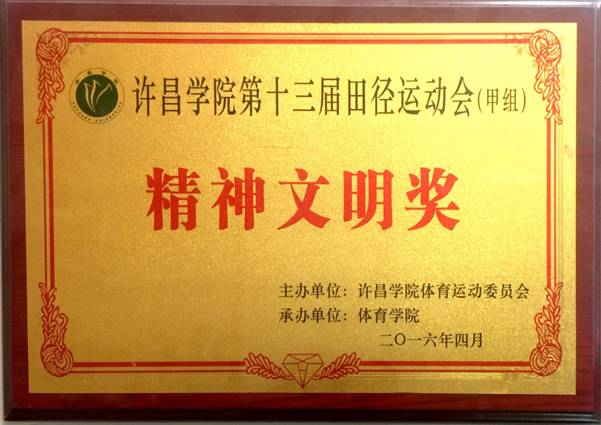 许昌学院第十三届田径运动会(甲组)
精神文明奖
主办单位：许昌学院体育运动委员会
承办单位：体育学院
二〇一六年四月